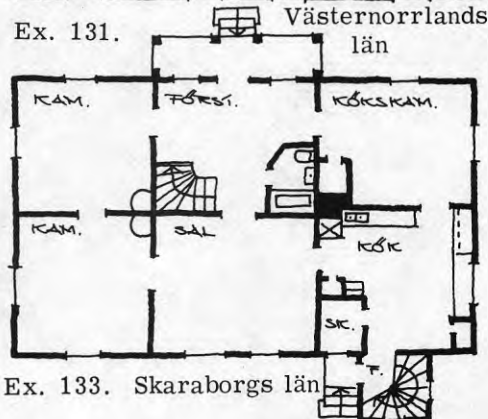 Ex. 131.
Västernorrlands
län
KAM.
FÖRST.
KÖKSKAM.
KAM.
SAL
KÖK
SK.
F.
Ex. 133. Skaraborgs län